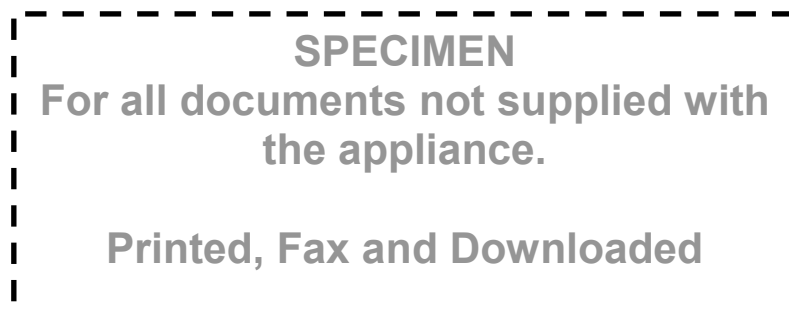 SPECIMEN
For all documents not supplied with
the appliance.
Printed, Fax and Downloaded